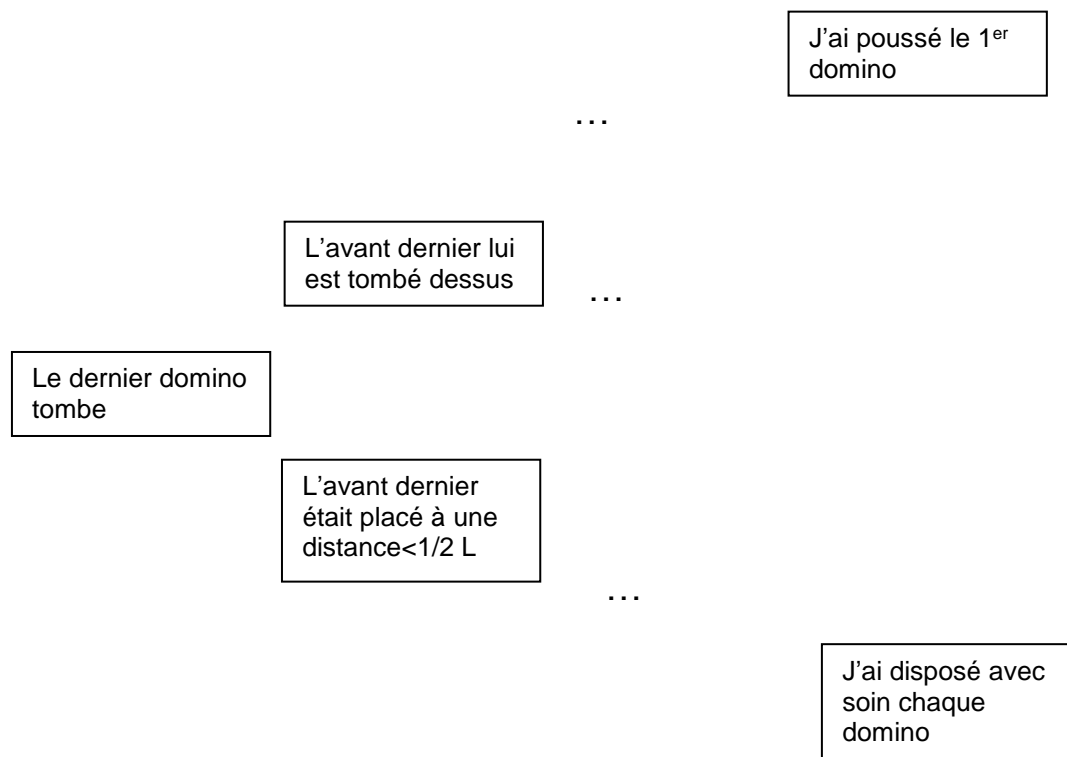 J’ai poussé le 1er
domino
…
L’avant dernier lui
est tombé dessus
…
Le dernier domino
tombe
L’avant dernier
était placé à une
distance<1/2 L
…
J’ai disposé avec
soin chaque
domino